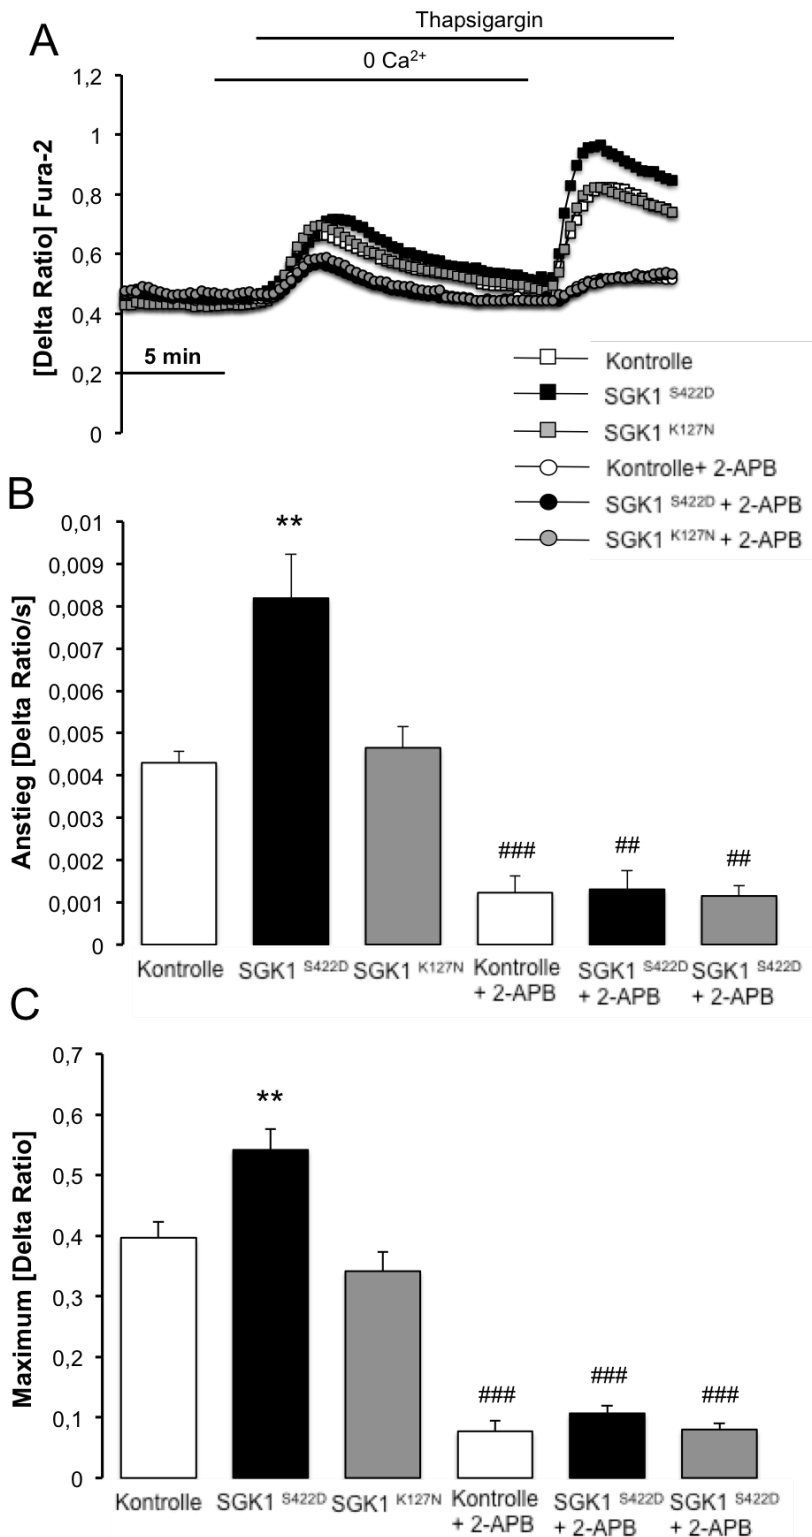 A
Thapsigargin
0 Ca²⁺
[Delta Ratio] Fura-2
1,2
1
0,8
0,6
0,4
0,2
0
5 min
Kontrolle
SGK1 S422D
SGK1 K127N
Kontrolle+ 2-APB
SGK1 S422D + 2-APB
SGK1 K127N + 2-APB
B
Anstieg [Delta Ratio/s]
0,01
0,009
0,008
0,007
0,006
0,005
0,004
0,003
0,002
0,001
0
**
###
##
##
Kontrolle SGK1 S422D SGK1 K127N Kontrolle SGK1 S422D SGK1 S422D
+ 2-APB + 2-APB + 2-APB
C
Maximum [Delta Ratio]
0,7
0,6
0,5
0,4
0,3
0,2
0,1
0
**
###
###
###
Kontrolle SGK1 S422D SGK1 K127N Kontrolle SGK1 S422D SGK1 S422D
+ 2-APB + 2-APB + 2-APB